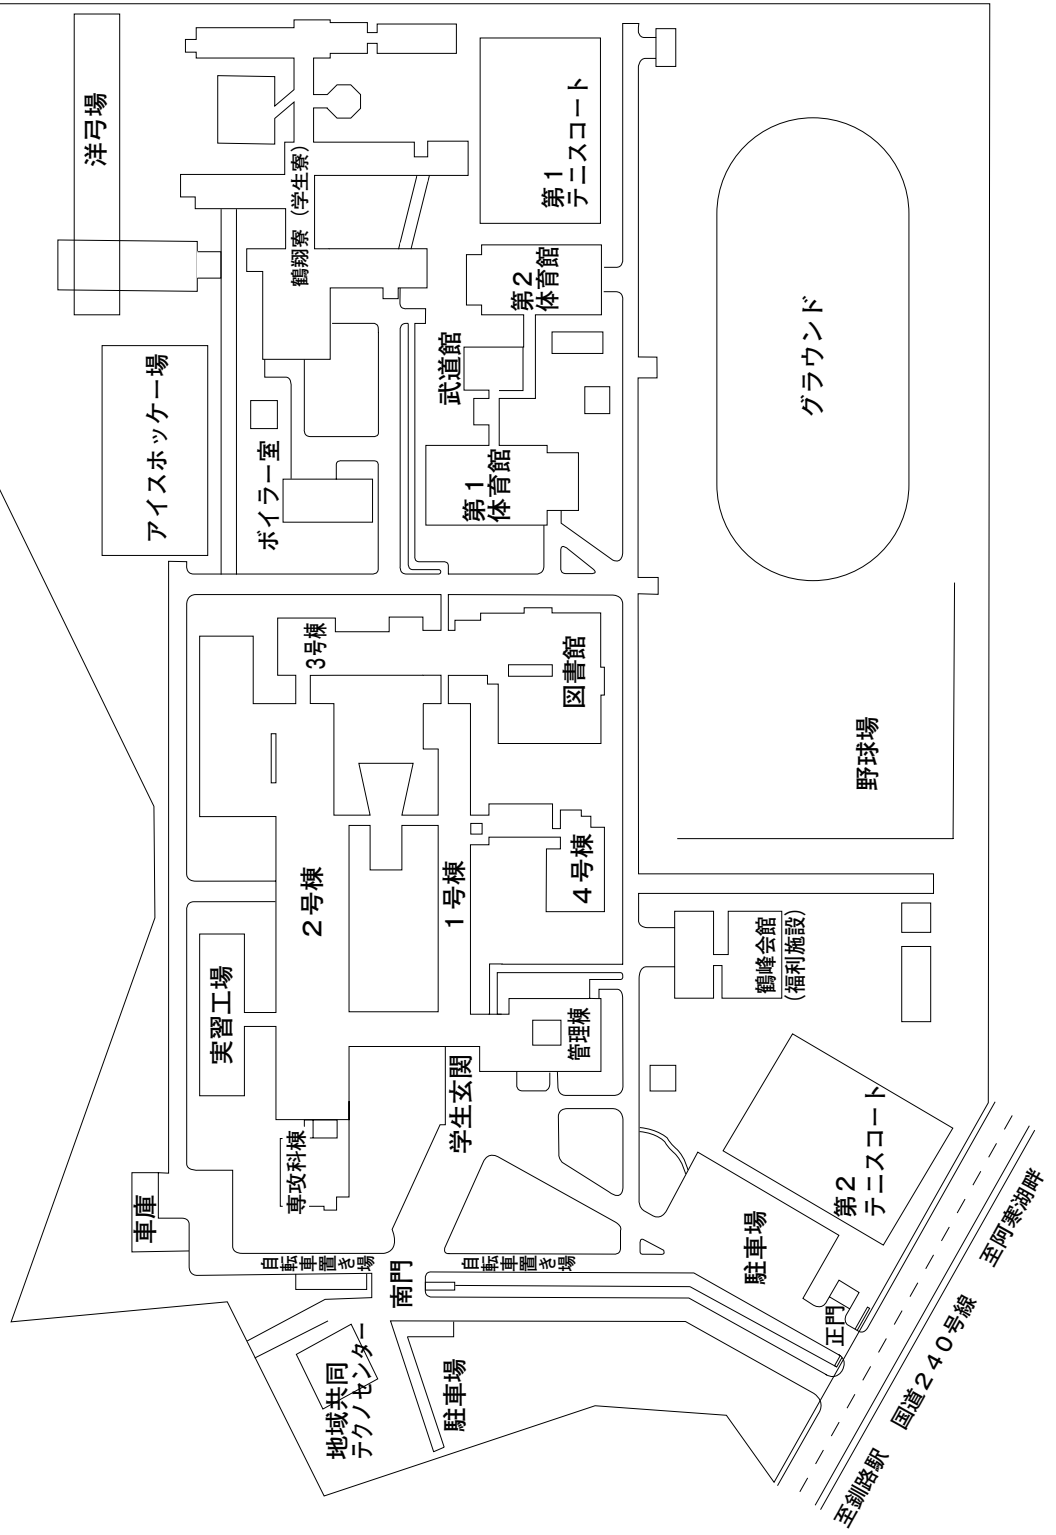 洋弓場
アイスホッケー場
鶴翔寮(学生寮)
ボイラー室
第1
テニスコート
第2
体育館
武道館
第1
体育館
グラウンド
3号棟
図書館
野球場
2号棟
1号棟
4号棟
実習工場
管理棟
鶴峰会館
(福利施設)
学生玄関
専攻科棟
車庫
自転車置き場
自転車置き場
南門
第2
テニスコート
駐車場
正門
地域共同
テクノセンター
駐車場
至釧路駅 国道240号線 至阿寒湖畔